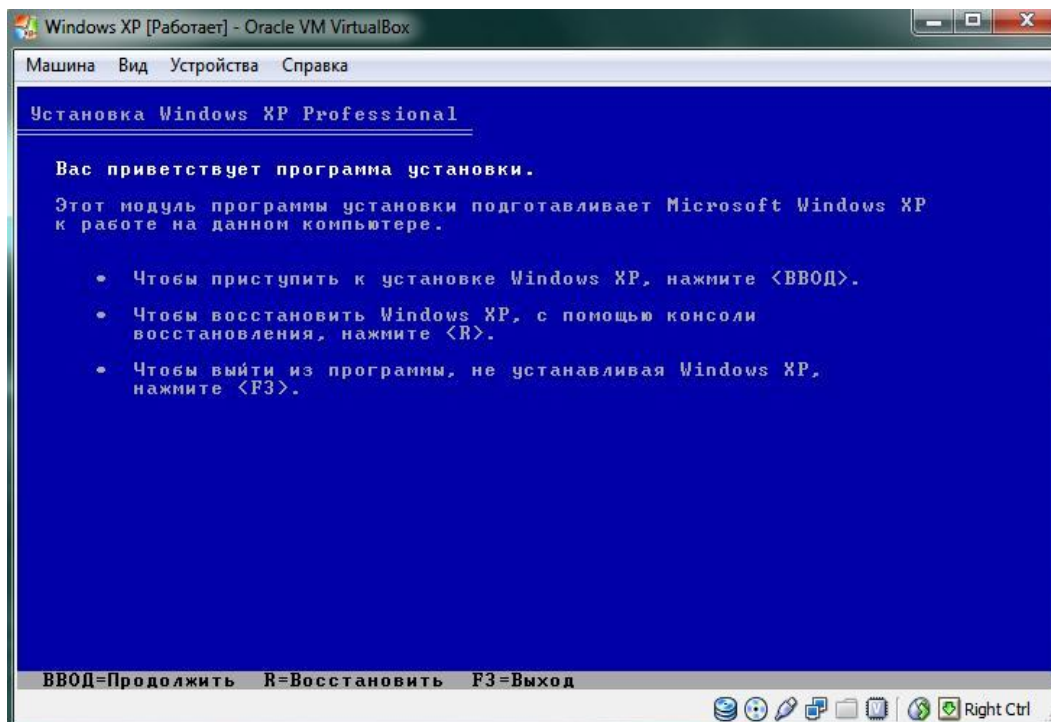 Windows XP [Работает] - Oracle VM VirtualBox
Машина Вид Устройства Справка
Установка Windows XP Professional
Вас приветствует программа установки.
Этот модуль программы установки подготавливает Microsoft Windows XP
к работе на данном компьютере.
• Чтобы приступить к установке Windows XP, нажмите <ВВОД>.
• Чтобы восстановить Windows XP, с помощью консоли
восстановления, нажмите <R>.
• Чтобы выйти из программы, не устанавливая Windows XP,
нажмите <F3>.
ВВОД=Продолжить R=Восстановить F3=Выход
Right Ctrl